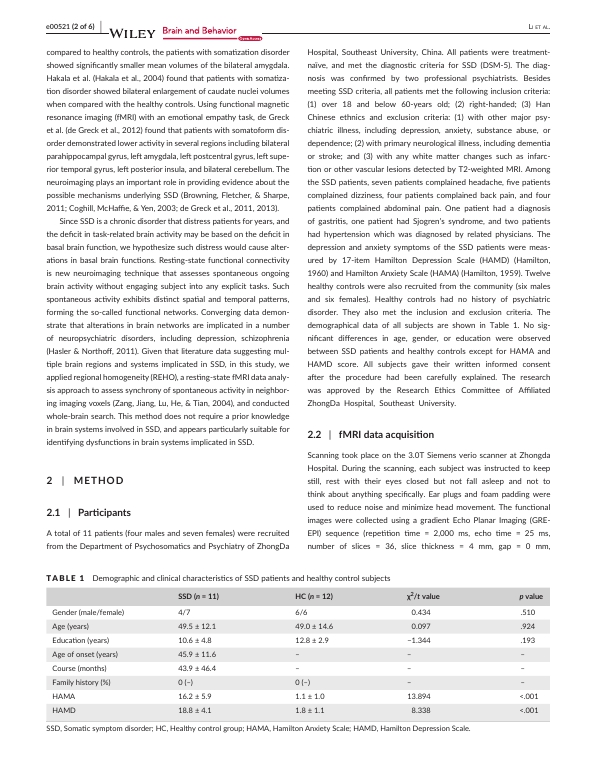 e00521 (2 of 6)
WILEY
Brain and Behavior
Open Access
LI ET AL.
compared to healthy controls, the patients with somatization disorder
showed significantly smaller mean volumes of the bilateral amygdala.
Hakala et al. (Hakala et al., 2004) found that patients with somatiza-
tion disorder showed bilateral enlargement of caudate nuclei volumes
when compared with the healthy controls. Using functional magnetic
resonance imaging (fMRI) with an emotional empathy task, de Greck
et al. (de Greck et al., 2012) found that patients with somatoform dis-
order demonstrated lower activity in several regions including bilateral
parahippocampal gyrus, left amygdala, left postcentral gyrus, left supe-
rior temporal gyrus, left posterior insula, and bilateral cerebellum. The
neuroimaging plays an important role in providing evidence about the
possible mechanisms underlying SSD (Browning, Fletcher, & Sharpe,
2011; Coghill, McHaffie, & Yen, 2003; de Greck et al., 2011, 2013).
Since SSD is a chronic disorder that distress patients for years, and
the deficit in task-related brain activity may be based on the deficit in
basal brain function, we hypothesize such distress would cause alter-
ations in basal brain functions. Resting-state functional connectivity
is new neuroimaging technique that assesses spontaneous ongoing
brain activity without engaging subject into any explicit tasks. Such
spontaneous activity exhibits distinct spatial and temporal patterns,
forming the so-called functional networks. Converging data demon-
strate that alterations in brain networks are implicated in a number
of neuropsychiatric disorders, including depression, schizophrenia
(Hasler & Northoff, 2011). Given that literature data suggesting mul-
tiple brain regions and systems implicated in SSD, in this study, we
applied regional homogeneity (REHO), a resting-state fMRI data analy-
sis approach to assess synchrony of spontaneous activity in neighbor-
ing imaging voxels (Zang, Jiang, Lu, He, & Tian, 2004), and conducted
whole-brain search. This method does not require a prior knowledge
in brain systems involved in SSD, and appears particularly suitable for
identifying dysfunctions in brain systems implicated in SSD.
2 | METHOD
2.1 | Participants
A total of 11 patients (four males and seven females) were recruited
from the Department of Psychosomatics and Psychiatry of ZhongDa
Hospital, Southeast University, China. All patients were treatment-
naïve, and met the diagnostic criteria for SSD (DSM-5). The diag-
nosis was confirmed by two professional psychiatrists. Besides
meeting SSD criteria, all patients met the following inclusion criteria:
(1) over 18 and below 60-years old; (2) right-handed; (3) Han
Chinese ethnics and exclusion criteria: (1) with other major psy-
chiatric illness, including depression, anxiety, substance abuse, or
dependence; (2) with primary neurological illness, including dementia
or stroke; and (3) with any white matter changes such as infarc-
tion or other vascular lesions detected by T2-weighted MRI. Among
the SSD patients, seven patients complained headache, five patients
complained dizziness, four patients complained back pain, and four
patients complained abdominal pain. One patient had a diagnosis
of gastritis, one patient had Sjogren's syndrome, and two patients
had hypertension which was diagnosed by related physicians. The
depression and anxiety symptoms of the SSD patients were meas-
ured by 17-item Hamilton Depression Scale (HAMD) (Hamilton,
1960) and Hamilton Anxiety Scale (HAMA) (Hamilton, 1959). Twelve
healthy controls were also recruited from the community (six males
and six females). Healthy controls had no history of psychiatric
disorder. They also met the inclusion and exclusion criteria. The
demographical data of all subjects are shown in Table 1. No sig-
nificant differences in age, gender, or education were observed
between SSD patients and healthy controls except for HAMA and
HAMD score. All subjects gave their written informed consent
after the procedure had been carefully explained. The research
was approved by the Research Ethics Committee of Affiliated
ZhongDa Hospital, Southeast University.
2.2 | fMRI data acquisition
Scanning took place on the 3.0T Siemens verio scanner at Zhongda
Hospital. During the scanning, each subject was instructed to keep
still, rest with their eyes closed but not fall asleep and not to
think about anything specifically. Ear plugs and foam padding were
used to reduce noise and minimize head movement. The functional
images were collected using a gradient Echo Planar Imaging (GRE-
EPI) sequence (repetition time = 2,000 ms, echo time = 25 ms,
number of slices = 36, slice thickness = 4 mm, gap = 0 mm,
TABLE 1 Demographic and clinical characteristics of SSD patients and healthy control subjects
SSD (n = 11) HC (n = 12) χ²/t value p value
Gender (male/female) 4/7 6/6 0.434 .510
Age (years) 49.5 ± 12.1 49.0 ± 14.6 0.097 .924
Education (years) 10.6 ± 4.8 12.8 ± 2.9 −1.344 .193
Age of onset (years) 45.9 ± 11.6 – – –
Course (months) 43.9 ± 46.4 – – –
Family history (%) 0 (–) 0 (–) – –
HAMA 16.2 ± 5.9 1.1 ± 1.0 13.894 <.001
HAMD 18.8 ± 4.1 1.8 ± 1.1 8.338 <.001
SSD, Somatic symptom disorder; HC, Healthy control group; HAMA, Hamilton Anxiety Scale; HAMD, Hamilton Depression Scale.